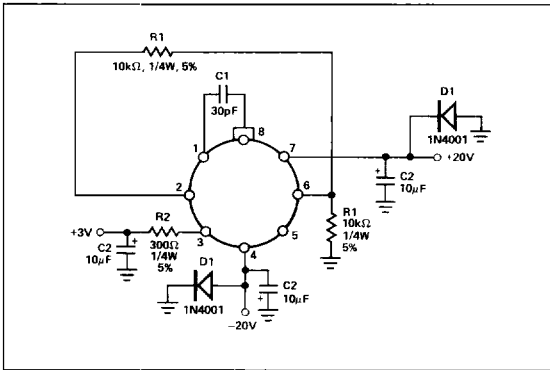 R1
10kΩ, 1/4W, 5%
C1
30pF
8
1
7
D1
1N4001
+20V
+
C2
10μF
2
6
R1
10kΩ
1/4W
5%
+3V
+
C2
10μF
R2
300Ω
1/4W
5%
3
5
4
D1
1N4001
+
C2
10μF
−20V